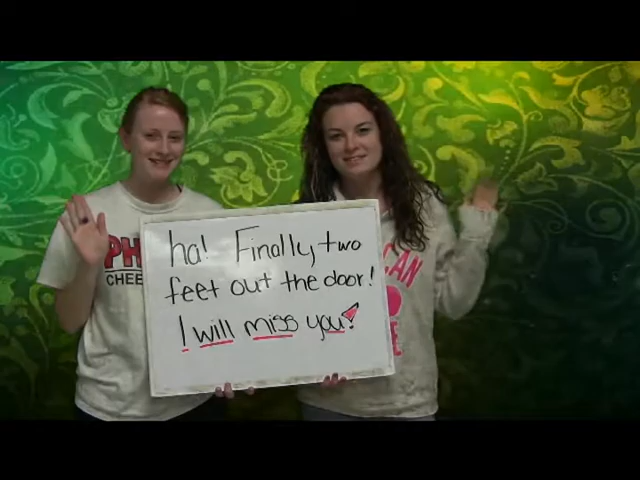 ha! Finally two
feet out the door!
I will miss you!
PH
CHEE
CAN